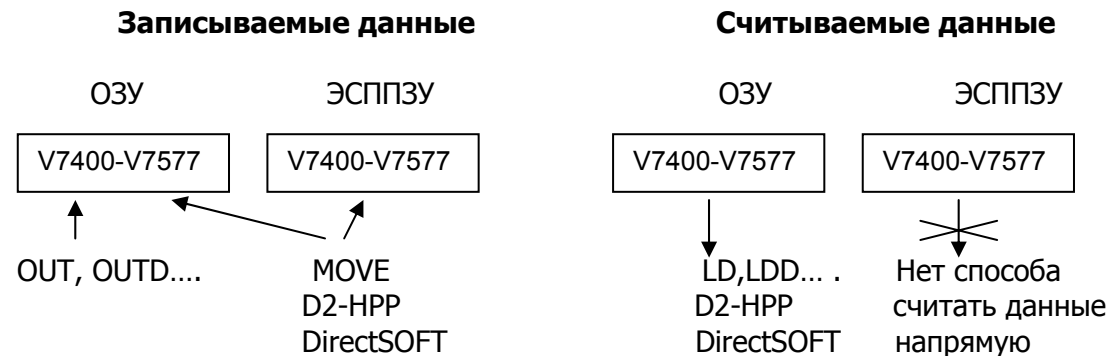 Записываемые данные
Считываемые данные
ОЗУ
ЭСППЗУ
ОЗУ
ЭСППЗУ
V7400-V7577
V7400-V7577
V7400-V7577
V7400-V7577
OUT, OUTD….
MOVE
D2-HPP
DirectSOFT
LD,LDD… .
D2-HPP
DirectSOFT
Нет способа
считать данные
напрямую